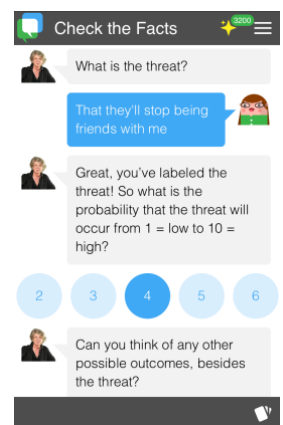 Check the Facts
3200
What is the threat?
That they'll stop being
friends with me
Great, you've labeled the
threat! So what is the
probability that the threat will
occur from 1 = low to 10 =
high?
2 3 4 5 6
Can you think of any other
possible outcomes, besides
the threat?